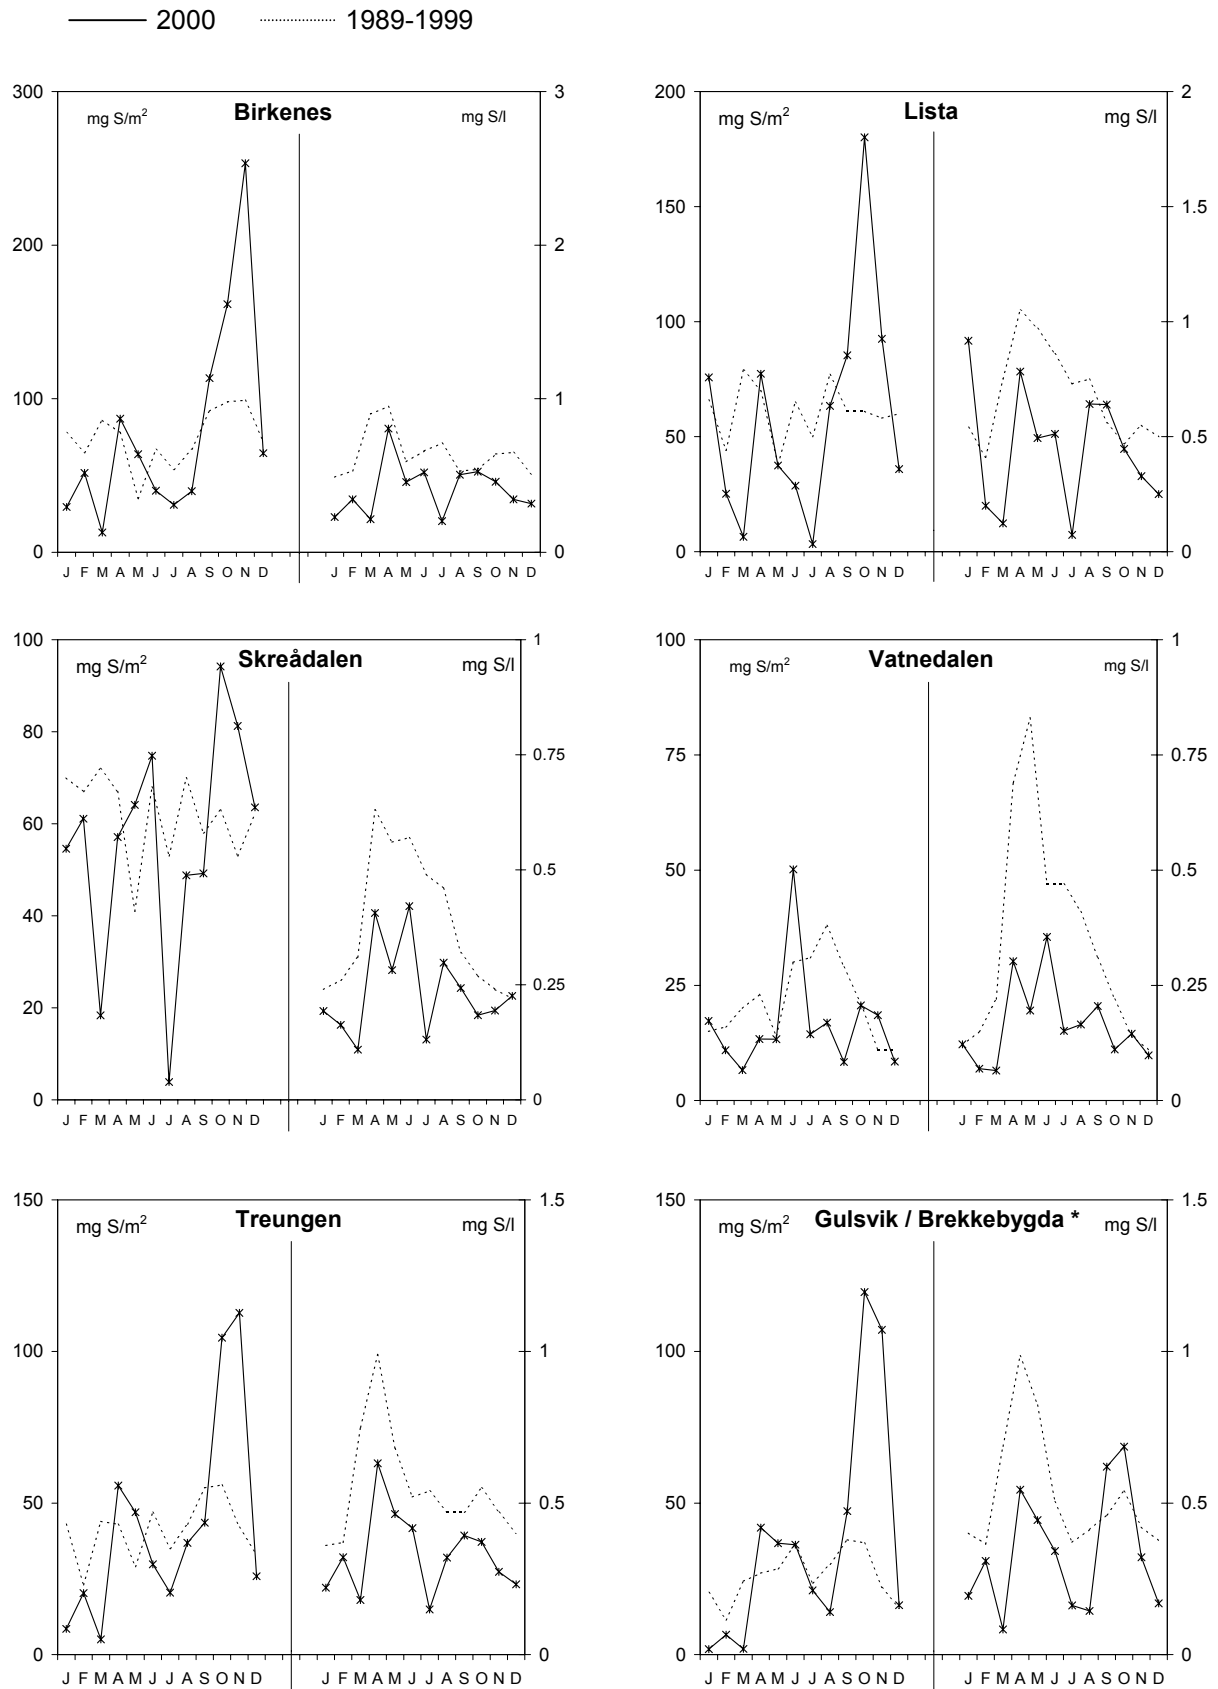 2000 1989-1999
Birkenes
mg S/m² mg S/l
300 3
200 2
100 1
0 0
J F M A M J J A S O N D J F M A M J J A S O N D
Lista
mg S/m² mg S/l
200 2
150 1.5
100 1
50 0.5
0 0
J F M A M J J A S O N D J F M A M J J A S O N D
Skreådalen
mg S/m² mg S/l
100 1
80 0.75
60 0.5
40 0.25
20
0 0
J F M A M J J A S O N D J F M A M J J A S O N D
Vatnedalen
mg S/m² mg S/l
100 1
75 0.75
50 0.5
25 0.25
0 0
J F M A M J J A S O N D J F M A M J J A S O N D
Treungen
mg S/m² mg S/l
150 1.5
100 1
50 0.5
0 0
J F M A M J J A S O N D J F M A M J J A S O N D
Gulsvik / Brekkebygda *
mg S/m² mg S/l
150 1.5
100 1
50 0.5
0 0
J F M A M J J A S O N D J F M A M J J A S O N D